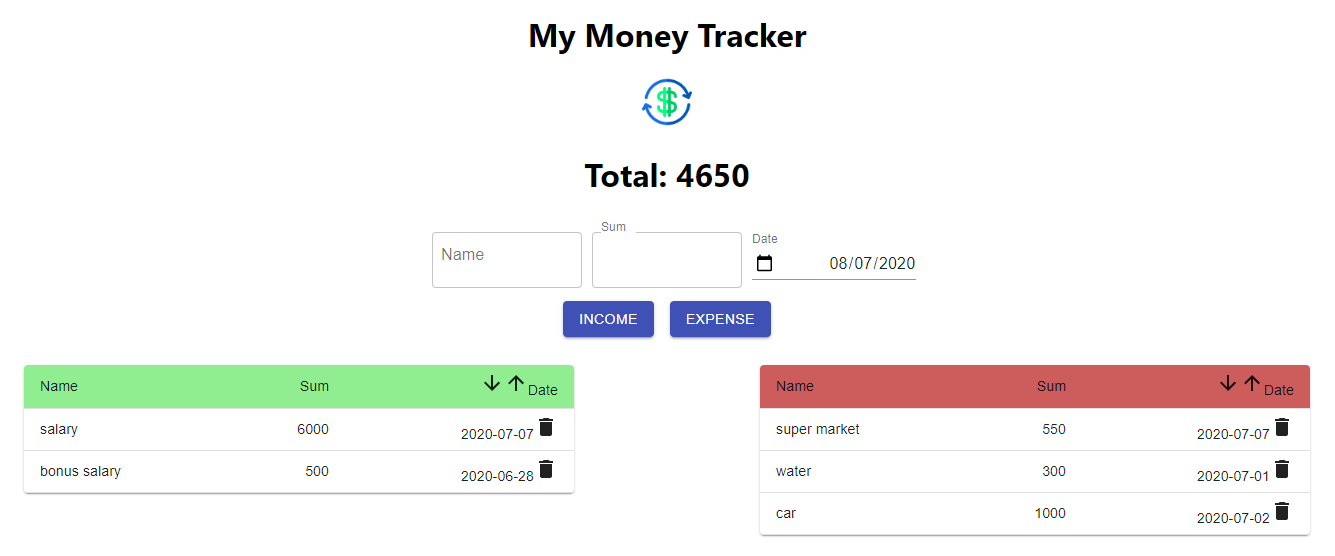 My Money Tracker
$
Total: 4650
Name
Sum
Date
08/07/2020
INCOME EXPENSE
Name Sum Date
salary 6000 2020-07-07
bonus salary 500 2020-06-28
Name Sum Date
super market 550 2020-07-07
water 300 2020-07-01
car 1000 2020-07-02